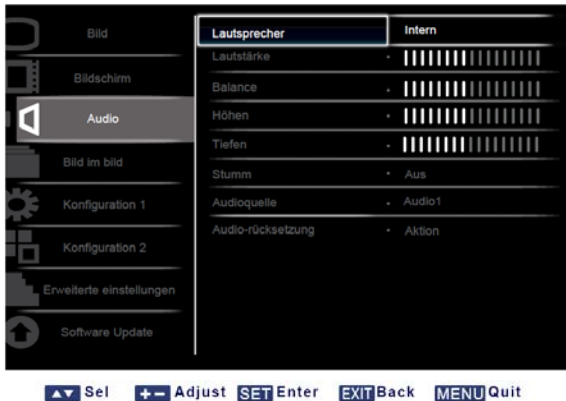 Bild
Bildschirm
Audio
Bild im bild
Konfiguration 1
Konfiguration 2
Erweiterte einstellungen
Software Update
Lautsprecher Intern
Lautstärke
Balance
Höhen
Tiefen
Stumm Aus
Audioquelle Audio1
Audio-rücksetzung Aktion
Sel Adjust SET Enter EXIT Back MENU Quit